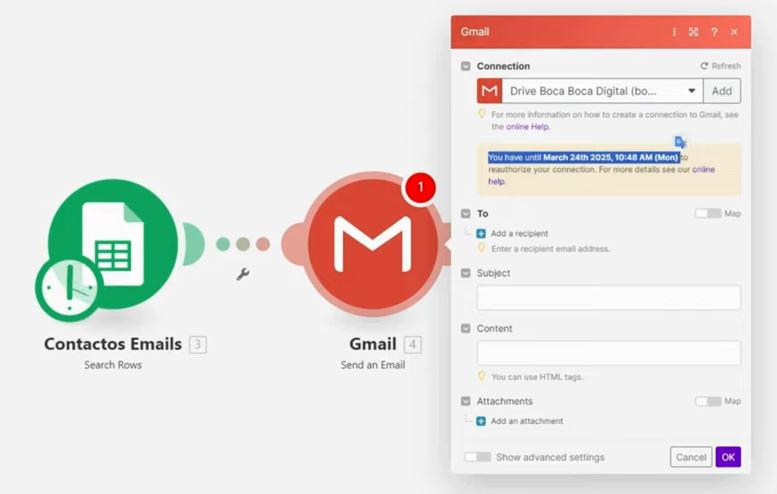 Gmail
Connection
Refresh
Drive Boca Boca Digital (bo...
Add
For more information on how to create a connection to Gmail, see
the online Help.
You have until March 24th 2025, 10:48 AM (Mon) to
reauthorize your connection. For more details see our online
help.
To
Map
Add a recipient
Enter a recipient email address.
Subject
Content
You can use HTML tags.
Attachments
Map
Add an attachment
Show advanced settings
Cancel
OK
1
Contactos Emails 3
Search Rows
Gmail 4
Send an Email